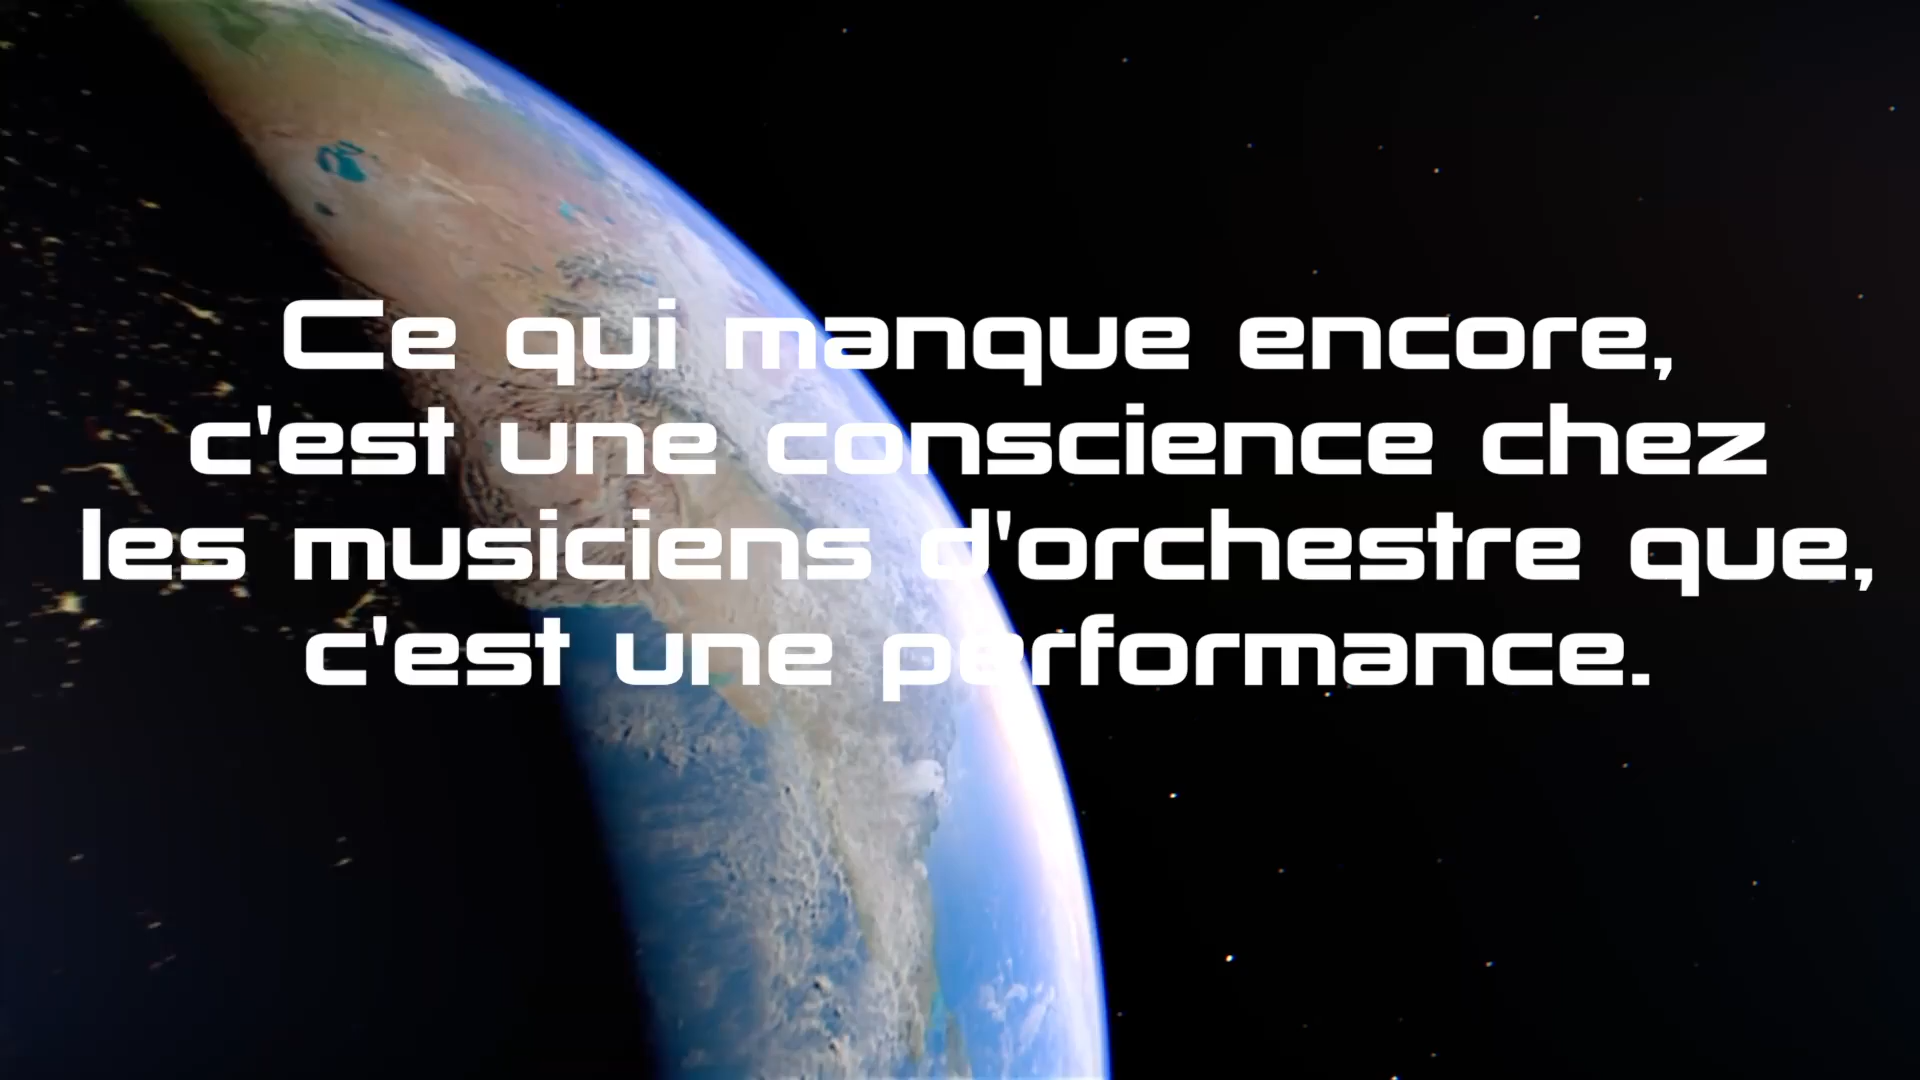 Ce qui manque encore,
c'est une conscience chez
les musiciens d'orchestre que,
c'est une performance.